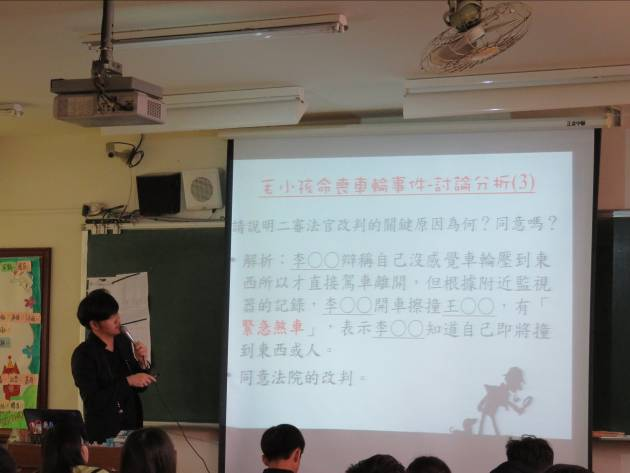 毛小孩命喪車輪事件-討論分析(3)
請說明二審法官改判的關鍵原因為何？同意嗎？
• 解析：李○○辯稱自己沒感覺車輪壓到東
西所以才直接駕車離開，但根據附近監視
器的記錄，李○○開車擦撞王○○，有「
緊急煞車」，表示李○○知道自己即將撞
到東西或人。
• 同意法院的改判。